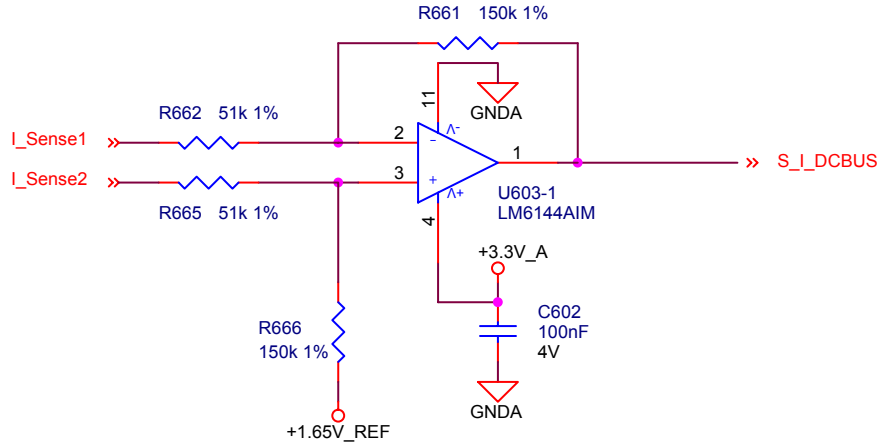 R661 150k 1%
11
GNDA
R662 51k 1%
V-
I_Sense1
2
-
1
S_I_DCBUS
I_Sense2
3
+
V+
R665 51k 1%
4
U603-1
LM6144AIM
+3.3V_A
R666
150k 1%
C602
100nF
4V
GNDA
+1.65V_REF